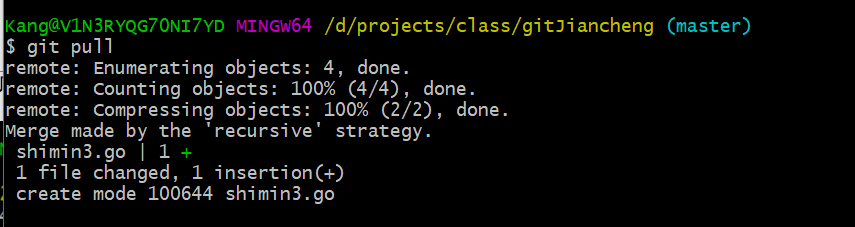 Kang@V1N3RYQG70NI7YD MINGW64 /d/projects/class/gitJiancheng (master)
$ git pull
remote: Enumerating objects: 4, done.
remote: Counting objects: 100% (4/4), done.
remote: Compressing objects: 100% (2/2), done.
Merge made by the 'recursive' strategy.
 shimin3.go | 1 +
 1 file changed, 1 insertion(+)
 create mode 100644 shimin3.go